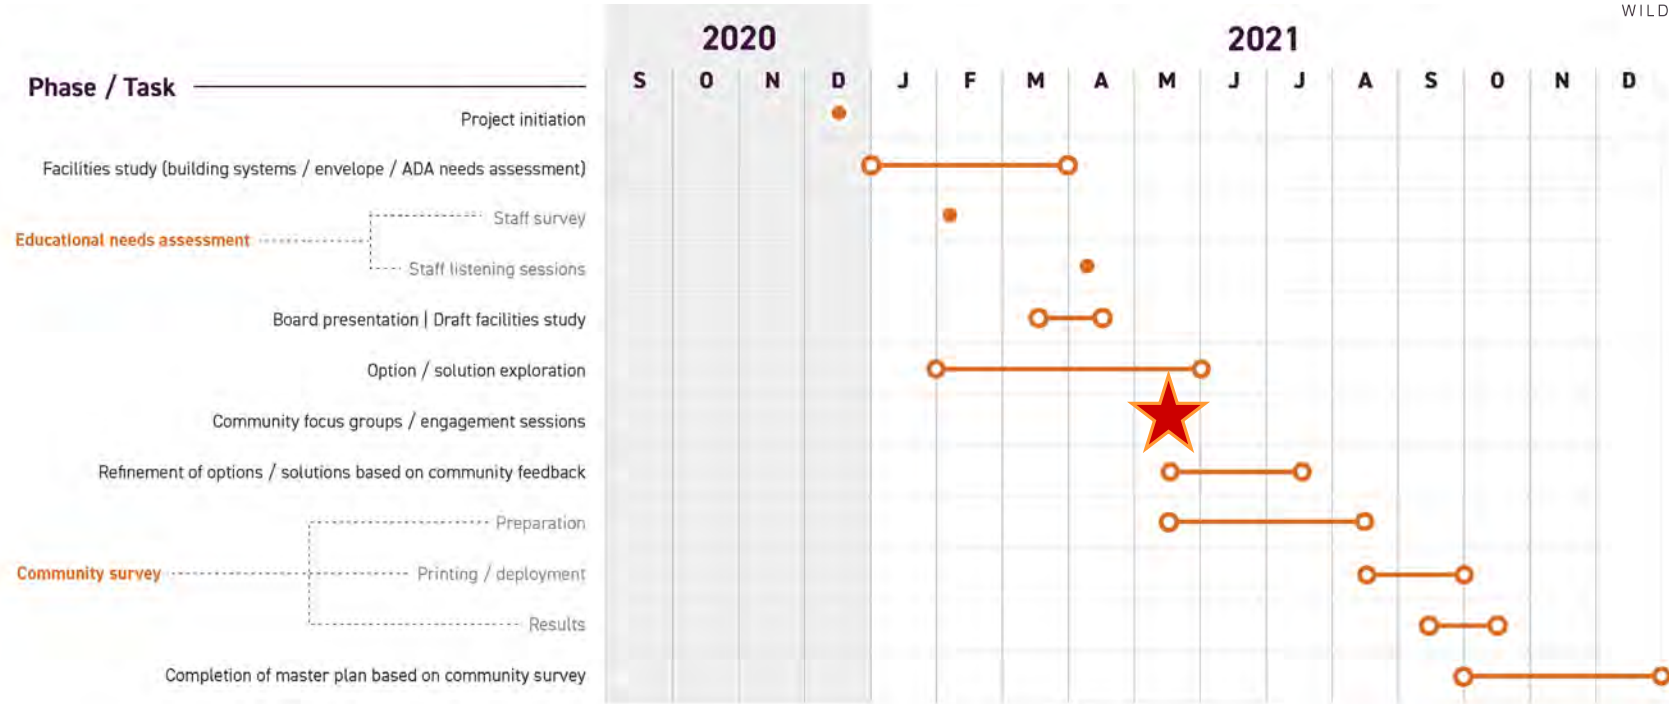 WILD
2020 2021
Phase / Task S O N D J F M A M J J A S O N D
Project initiation
Facilities study (building systems / envelope / ADA needs assessment)
Staff survey
Educational needs assessment
Staff listening sessions
Board presentation | Draft facilities study
Option / solution exploration
Community focus groups / engagement sessions
Refinement of options / solutions based on community feedback
Preparation
Community survey Printing / deployment
Results
Completion of master plan based on community survey